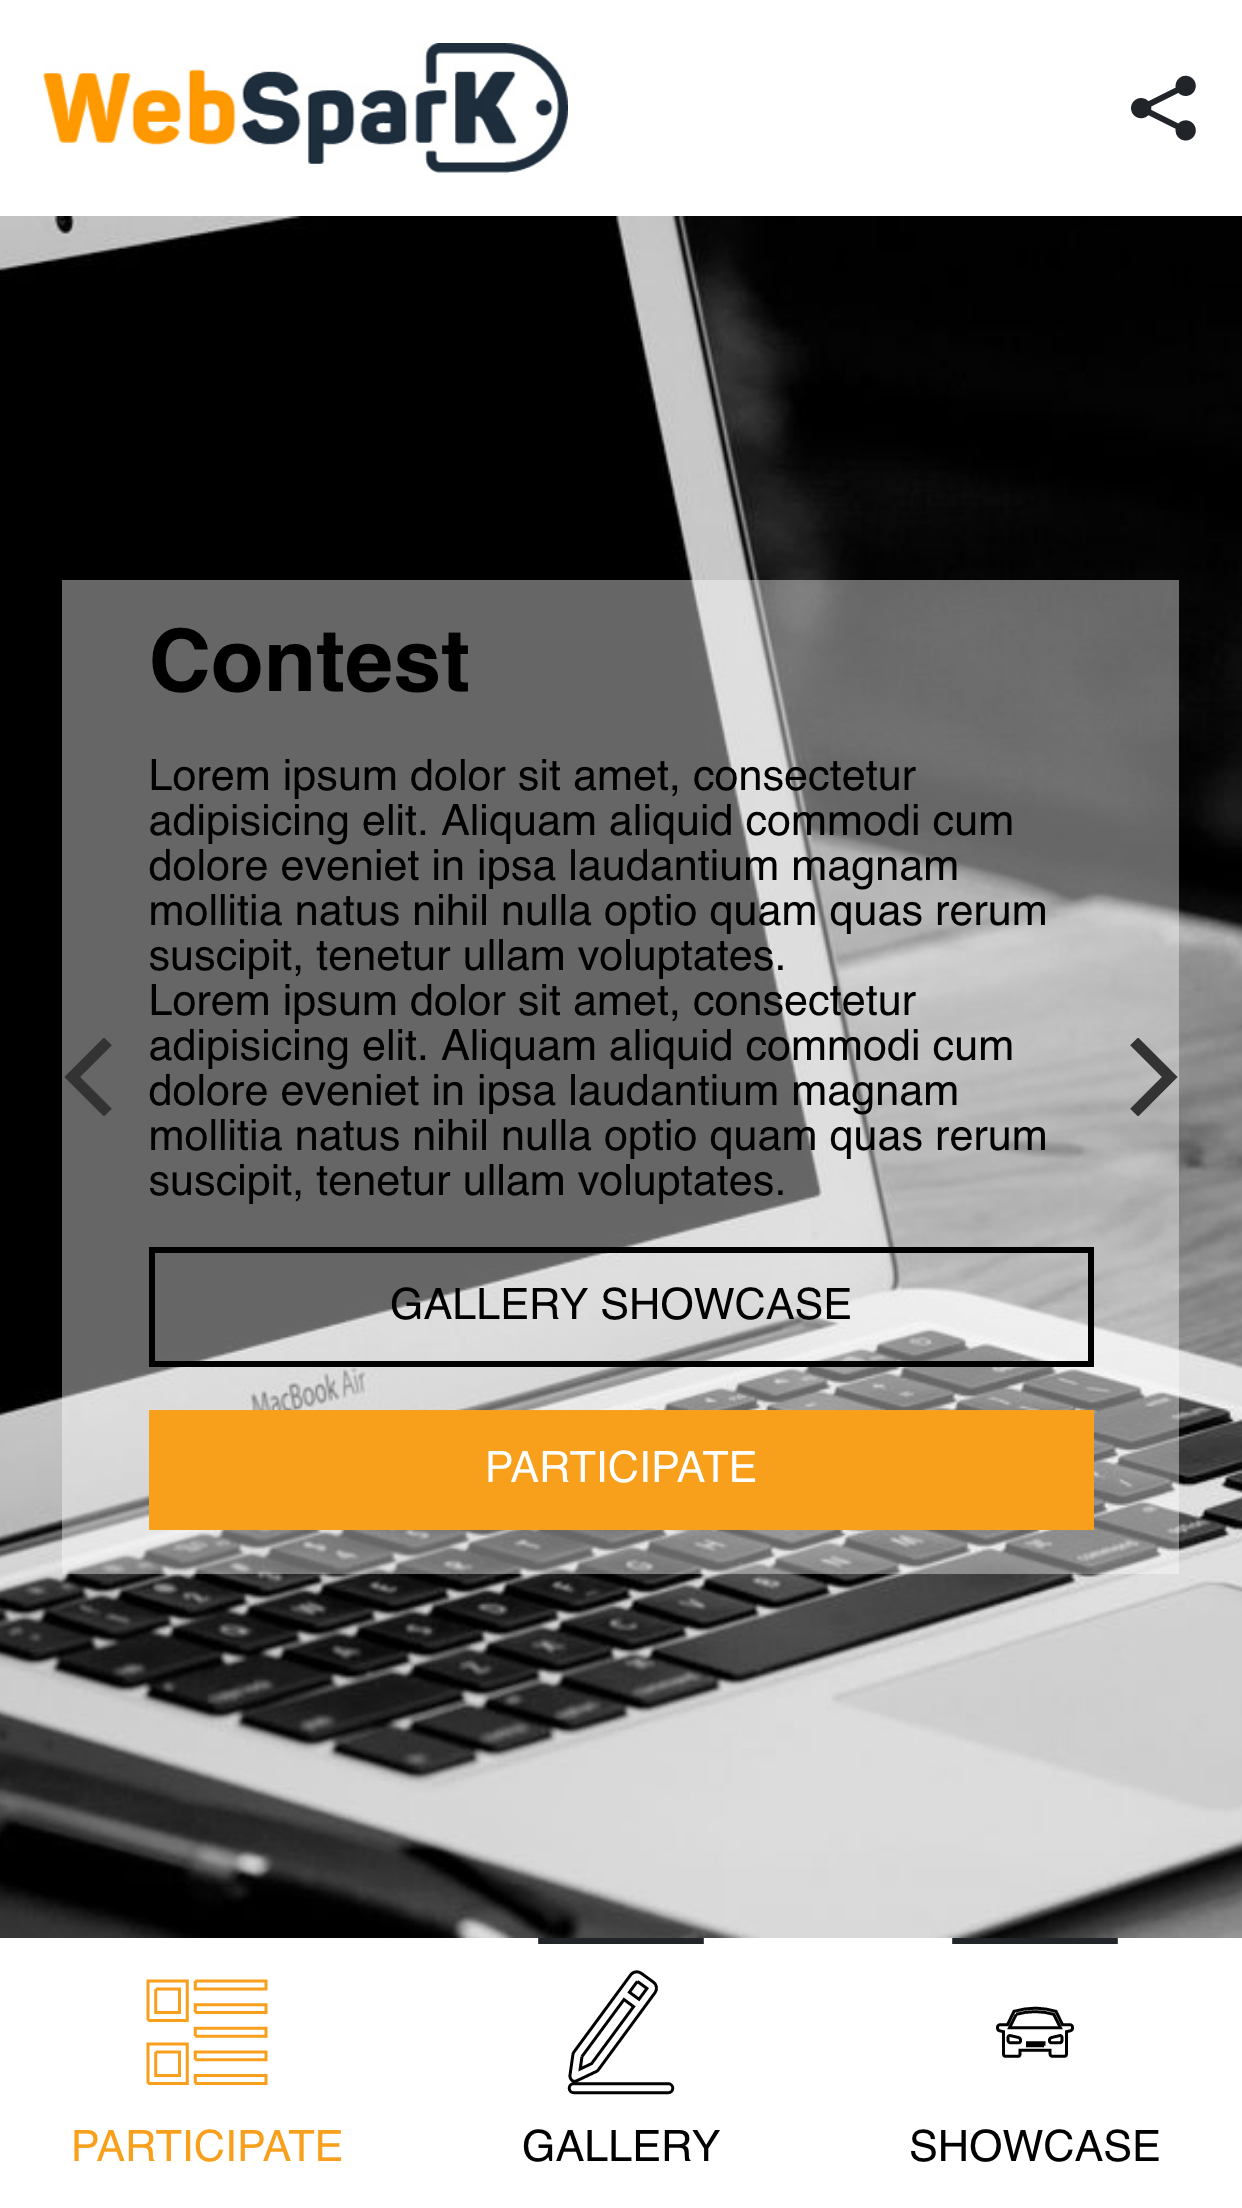 WebSpark
Contest
Lorem ipsum dolor sit amet, consectetur
adipisicing elit. Aliquam aliquid commodi cum
dolore eveniet in ipsa laudantium magnam
mollitia natus nihil nulla optio quam quas rerum
suscipit, tenetur ullam voluptates.
Lorem ipsum dolor sit amet, consectetur
adipisicing elit. Aliquam aliquid commodi cum
dolore eveniet in ipsa laudantium magnam
mollitia natus nihil nulla optio quam quas rerum
suscipit, tenetur ullam voluptates.
GALLERY SHOWCASE
MacBook Air
PARTICIPATE
PARTICIPATE
GALLERY
SHOWCASE